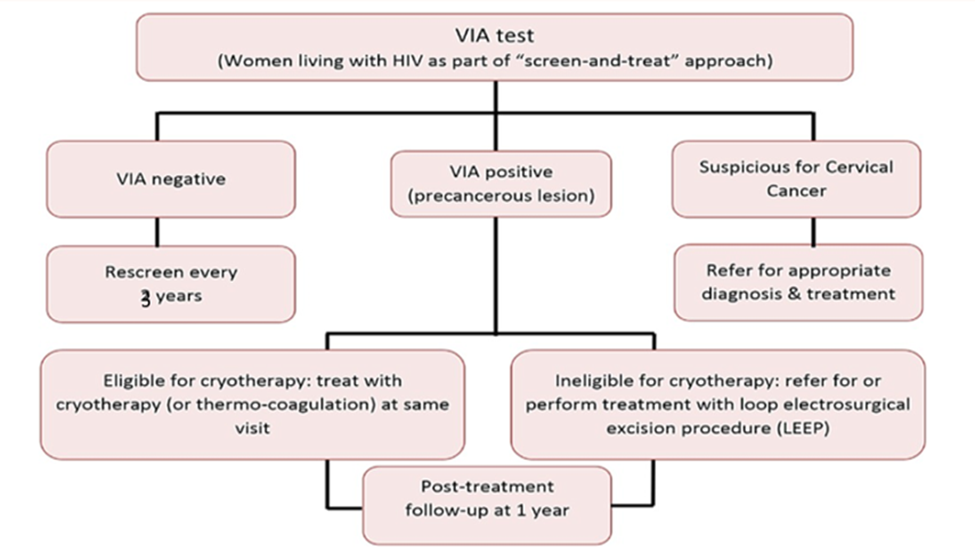 VIA test
(Women living with HIV as part of “screen-and-treat” approach)
VIA negative
VIA positive
(precancerous lesion)
Suspicious for Cervical
Cancer
Rescreen every
3 years
Refer for appropriate
diagnosis & treatment
Eligible for cryotherapy: treat with
cryotherapy (or thermo-coagulation) at same
visit
Ineligible for cryotherapy: refer for or
perform treatment with loop electrosurgical
excision procedure (LEEP)
Post-treatment
follow-up at 1 year